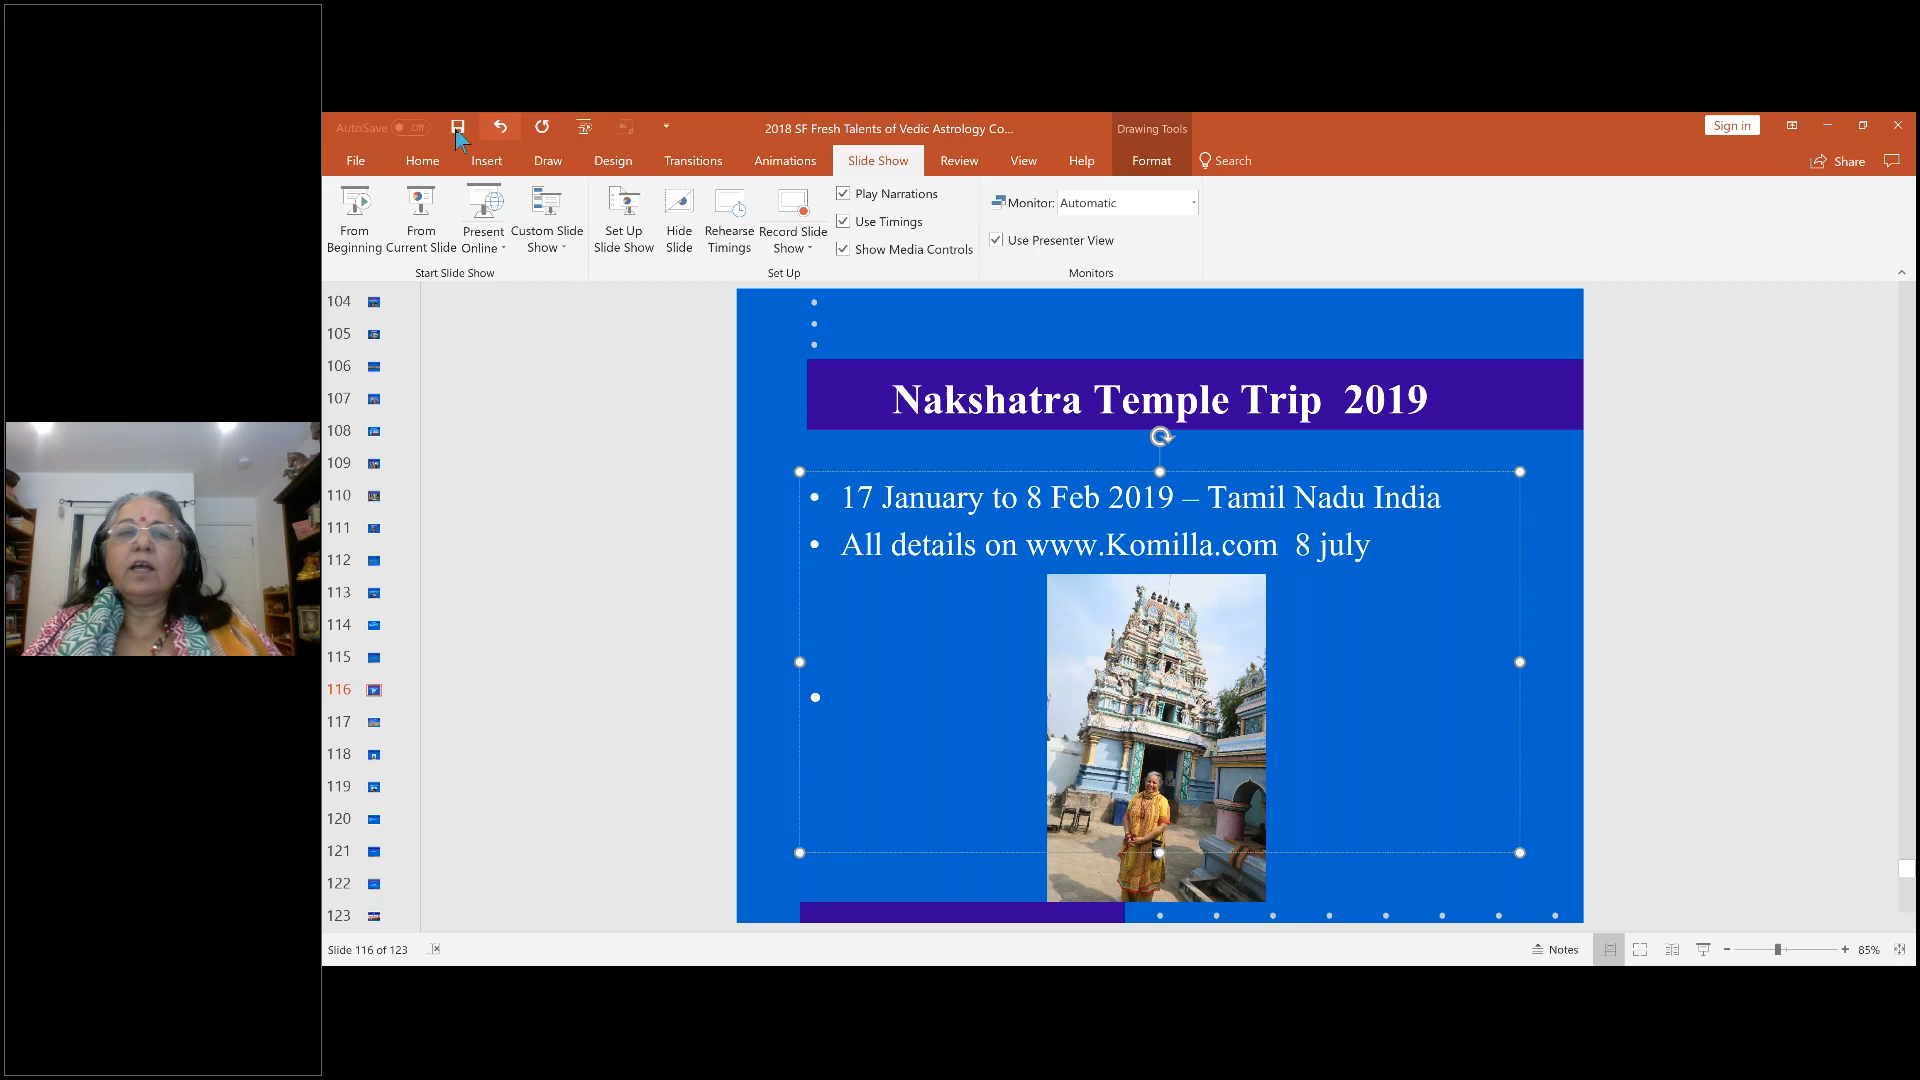 AutoSave Off
2018 SF Fresh Talents of Vedic Astrology Co...
Drawing Tools
Sign in
File Home Insert Draw Design Transitions Animations Slide Show Review View Help Format Search Share
From Beginning
From Current Slide
Present Online
Custom Slide Show
Start Slide Show
Set Up Slide Show
Hide Slide
Rehearse Timings
Record Slide Show
Play Narrations
Use Timings
Show Media Controls
Set Up
Monitor: Automatic
Use Presenter View
Monitors
104
105
106
107
108
109
110
111
112
113
114
115
116
117
118
119
120
121
122
123
Nakshatra Temple Trip 2019
• 17 January to 8 Feb 2019 – Tamil Nadu India
• All details on www.Komilla.com 8 july
Slide 116 of 123
Notes
85%